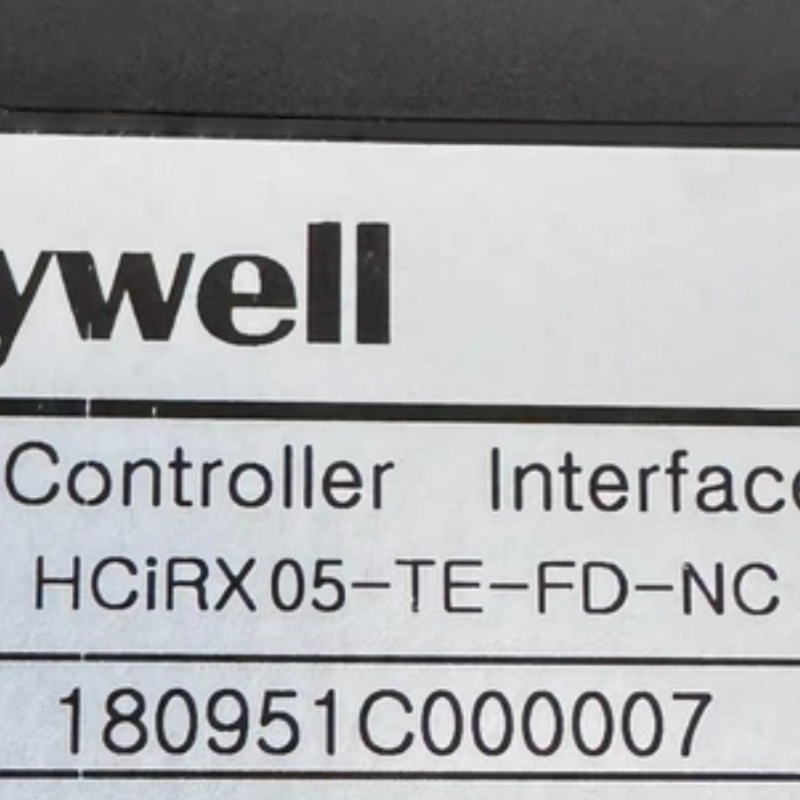 ywell
Controller Interface
HCiRX05-TE-FD-NC
180951C000007